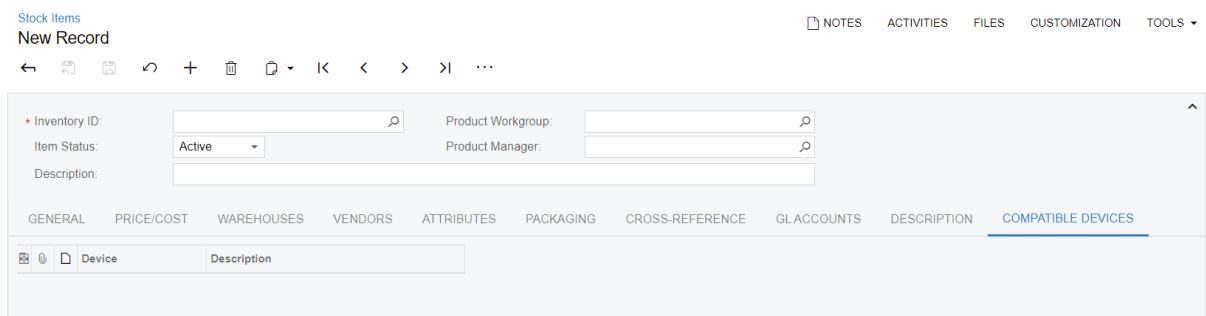 Stock Items
New Record
NOTES ACTIVITIES FILES CUSTOMIZATION TOOLS
* Inventory ID: Product Workgroup:
Item Status: Active Product Manager:
Description:
GENERAL PRICE/COST WAREHOUSES VENDORS ATTRIBUTES PACKAGING CROSS-REFERENCE GL ACCOUNTS DESCRIPTION COMPATIBLE DEVICES
Device Description